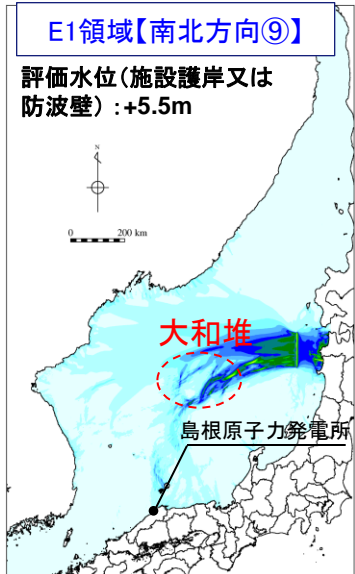 E1領域【南北方向⑨】
評価水位(施設護岸又は
防波壁):+5.5m
N
0 200 km
大和堆
島根原子力発電所